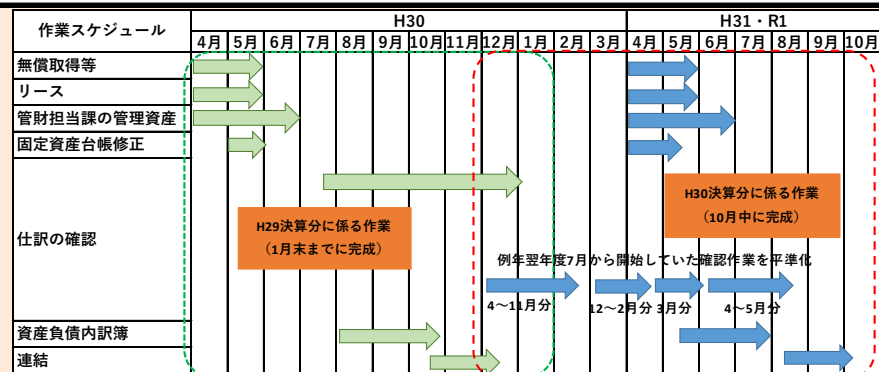 作業スケジュール
H30
H31・R1
4月 5月 6月 7月 8月 9月 10月 11月 12月 1月 2月 3月 4月 5月 6月 7月 8月 9月 10月
無償取得等
リース
管財担当課の管理資産
固定資産台帳修正
仕訳の確認
H29決算分に係る作業
（1月末までに完成）
H30決算分に係る作業
（10月中に完成）
例年翌年度7月から開始していた確認作業を平準化
4～11月分
12～2月分
3月分
4～5月分
資産負債内訳簿
連結